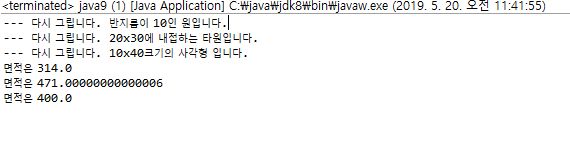 <terminated> java9 (1) [Java Application] C:₩java₩jdk8₩bin₩javaw.exe (2019. 5. 20. 오전 11:41:55)
--- 다시 그립니다. 반지름이 10인 원입니다.
--- 다시 그립니다. 20x30에 내접하는 타원입니다.
--- 다시 그립니다. 10x40크기의 사각형 입니다.
면적은 314.0
면적은 471.00000000000006
면적은 400.0